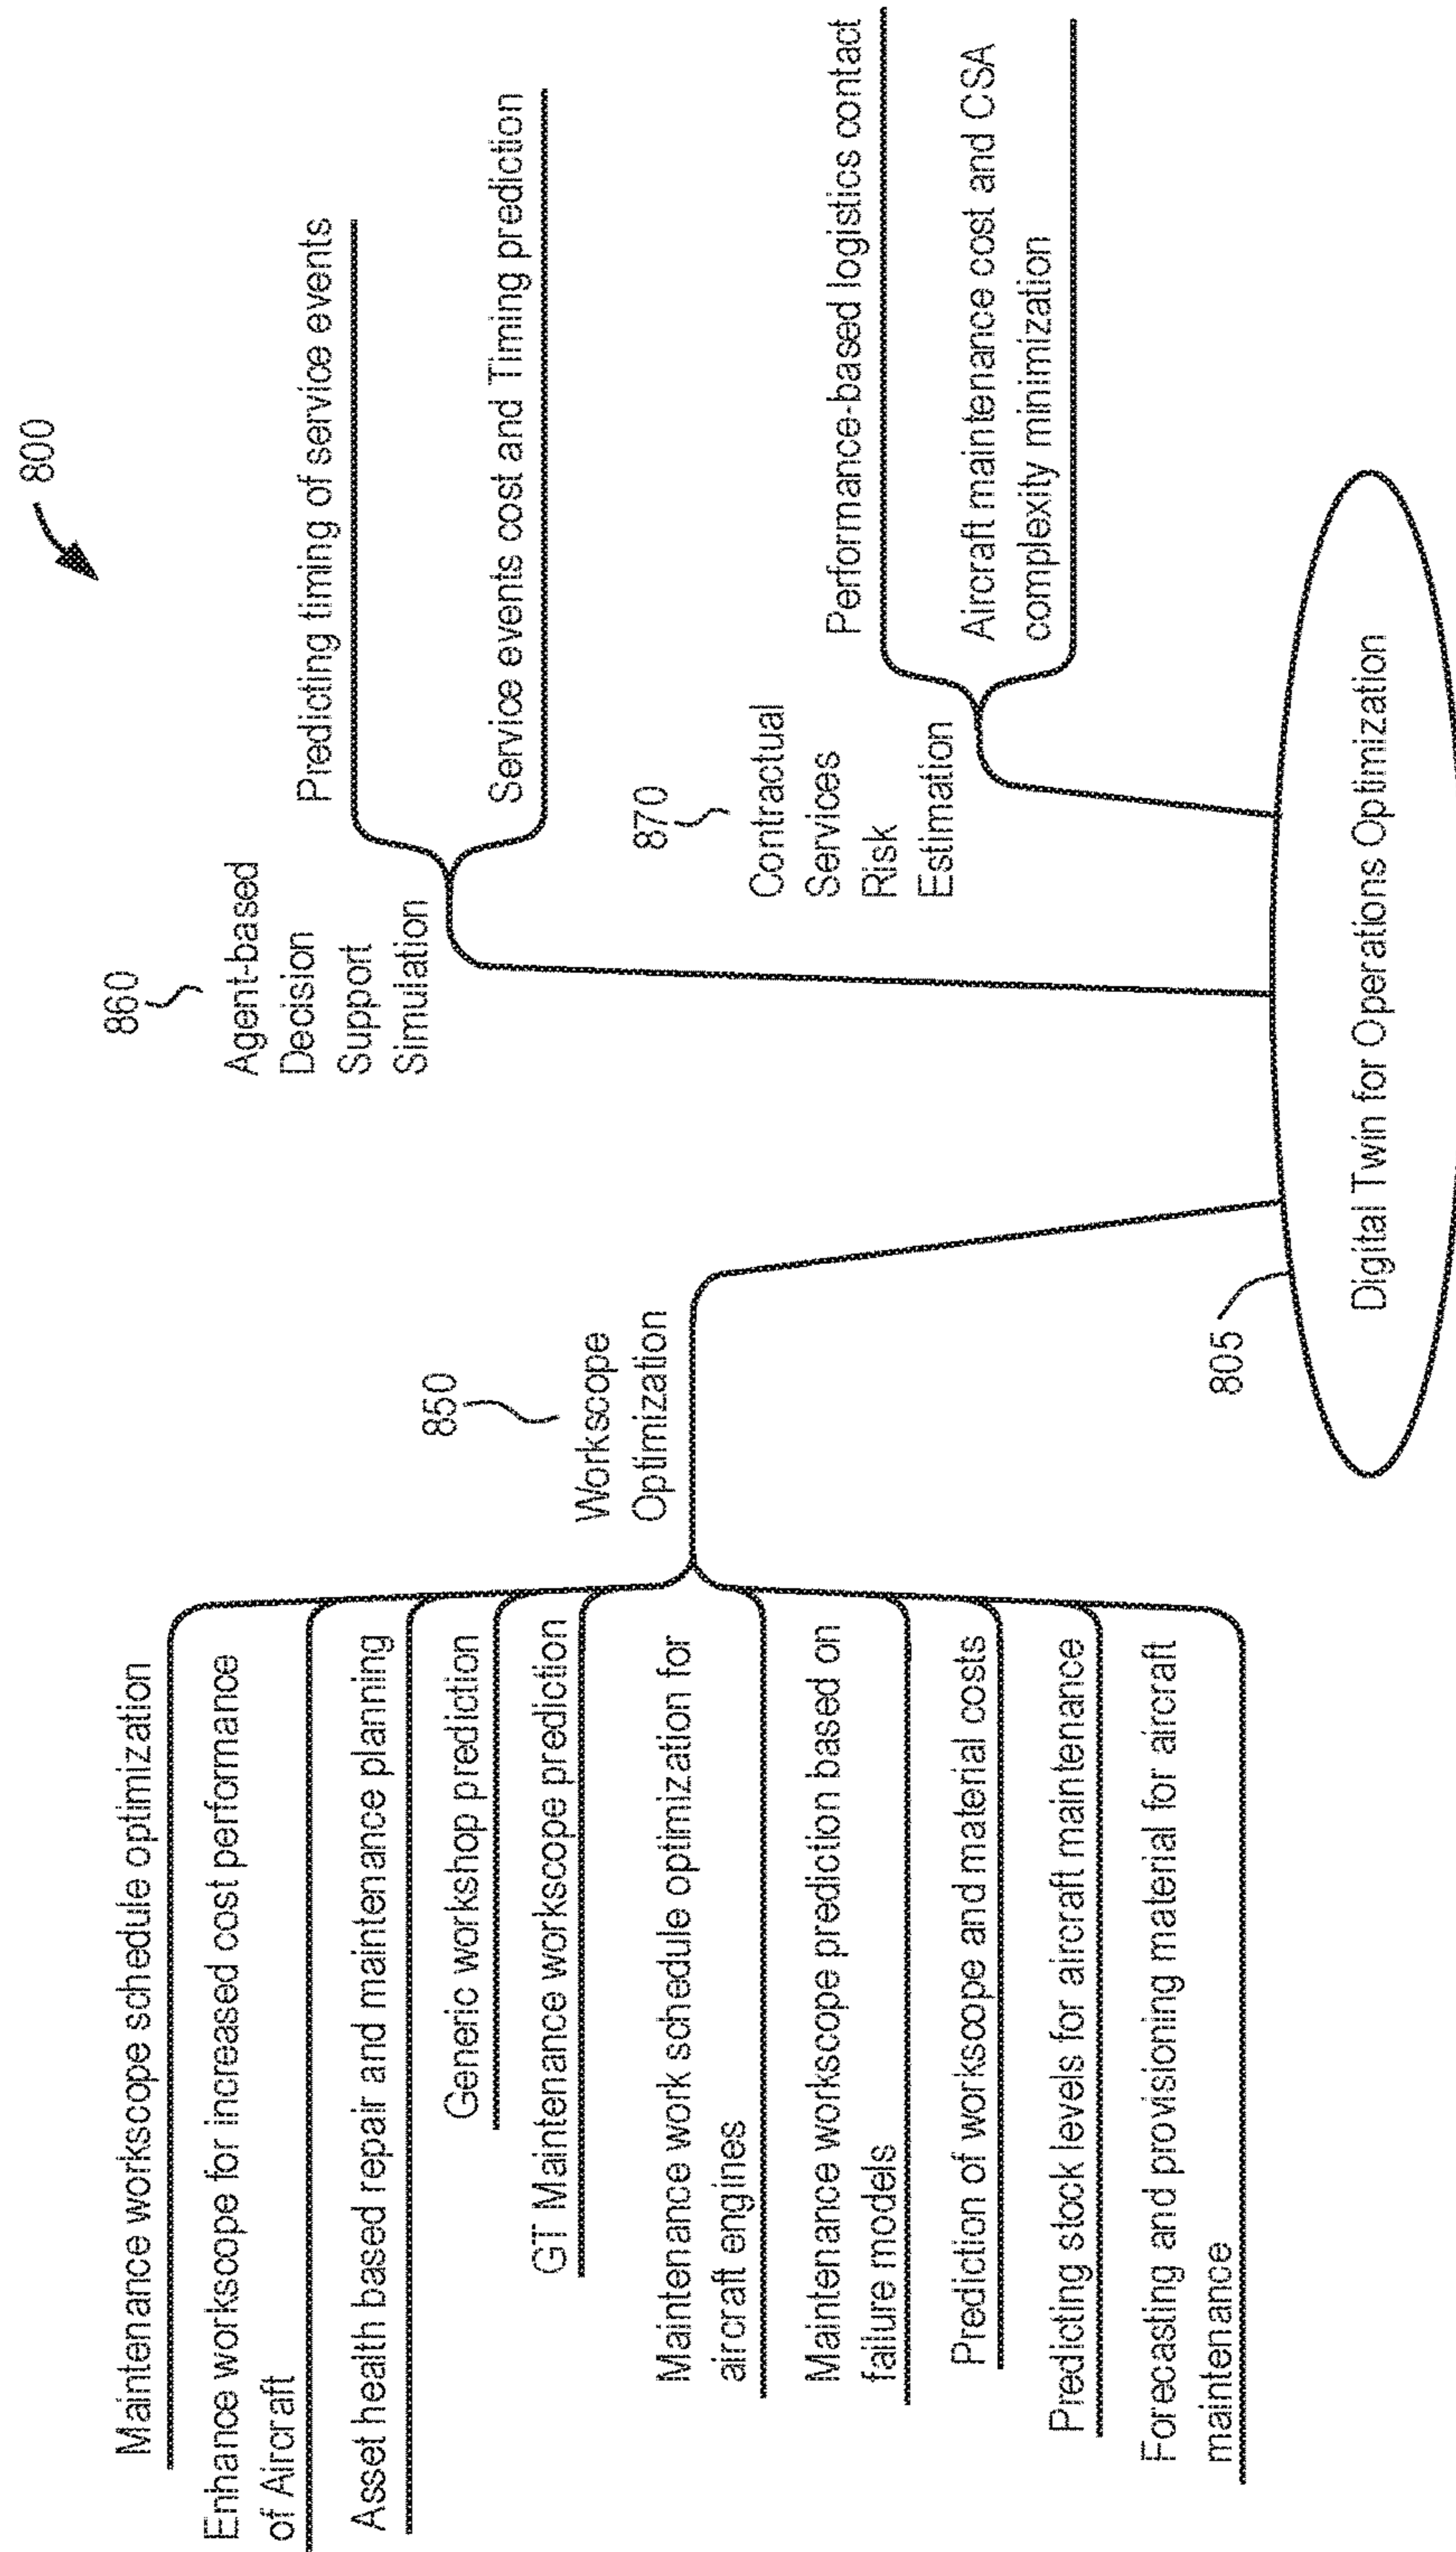 800
860
Agent-based
Decision
Support
Simulation
Predicting timing of service events
Service events cost and Timing prediction
870
Contractual
Services
Risk
Estimation
Performance-based logistics contact
Aircraft maintenance cost and CSA
complexity minimization
850
Workscope
Optimization
Maintenance workscope schedule optimization
Enhance workscope for increased cost performance
of Aircraft
Asset health based repair and maintenance planning
Generic workshop prediction
GT Maintenance workscope prediction
Maintenance work schedule optimization for
aircraft engines
Maintenance workscope prediction based on
failure models
Prediction of workscope and material costs
Predicting stock levels for aircraft maintenance
Forecasting and provisioning material for aircraft
maintenance
805
Digital Twin for Operations Optimization